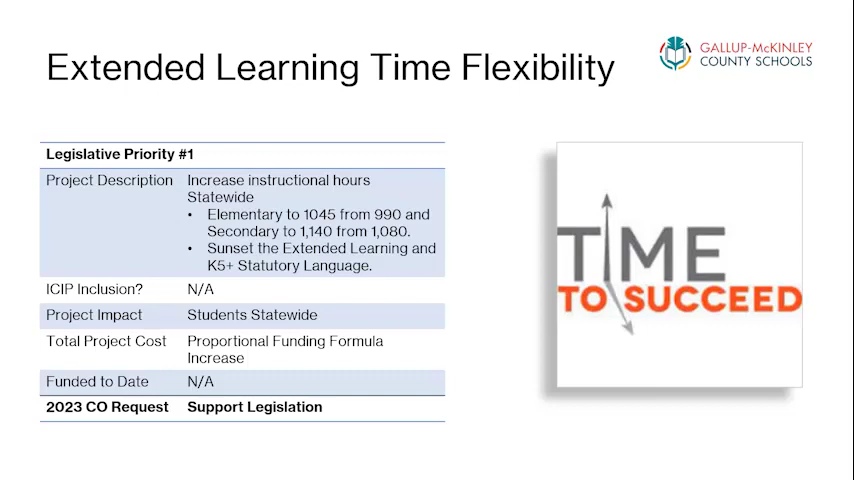 Extended Learning Time Flexibility
GALLUP-McKINLEY
COUNTY SCHOOLS
Legislative Priority #1
Project Description Increase instructional hours
Statewide
• Elementary to 1045 from 990 and
Secondary to 1,140 from 1,080.
• Sunset the Extended Learning and
K5+ Statutory Language.
ICIP Inclusion? N/A
Project Impact Students Statewide
Total Project Cost Proportional Funding Formula
Increase
Funded to Date N/A
2023 CO Request Support Legislation
TIME
TO SUCCEED